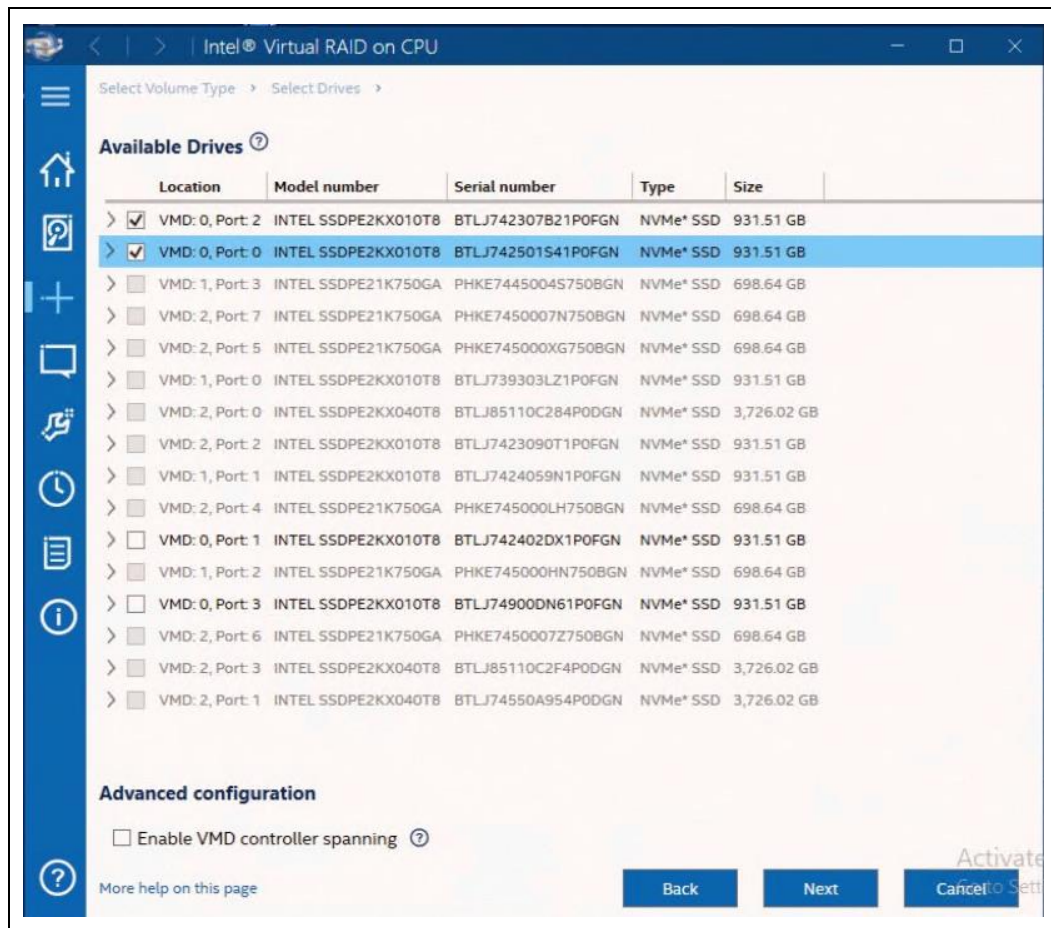 Intel® Virtual RAID on CPU
Select Volume Type > Select Drives >
Available Drives ?
Location Model number Serial number Type Size
VMD: 0, Port: 2 INTEL SSDPE2KX010T8 BTLJ742307B21P0FGN NVMe* SSD 931.51 GB
VMD: 0, Port: 0 INTEL SSDPE2KX010T8 BTLJ742501S41P0FGN NVMe* SSD 931.51 GB
VMD: 1, Port: 3 INTEL SSDPE21K750GA PHKE7445004S750BGN NVMe* SSD 698.64 GB
VMD: 2, Port: 7 INTEL SSDPE21K750GA PHKE7450007N750BGN NVMe* SSD 698.64 GB
VMD: 2, Port: 5 INTEL SSDPE21K750GA PHKE745000XG750BGN NVMe* SSD 698.64 GB
VMD: 1, Port: 0 INTEL SSDPE2KX010T8 BTLJ739303LZ1P0FGN NVMe* SSD 931.51 GB
VMD: 2, Port: 0 INTEL SSDPE2KX040T8 BTLJ85110C284P0DGN NVMe* SSD 3,726.02 GB
VMD: 2, Port: 2 INTEL SSDPE2KX010T8 BTLJ7423090T1P0FGN NVMe* SSD 931.51 GB
VMD: 1, Port: 1 INTEL SSDPE2KX010T8 BTLJ7424059N1P0FGN NVMe* SSD 931.51 GB
VMD: 2, Port: 4 INTEL SSDPE21K750GA PHKE745000LH750BGN NVMe* SSD 698.64 GB
VMD: 0, Port: 1 INTEL SSDPE2KX010T8 BTLJ742402DX1P0FGN NVMe* SSD 931.51 GB
VMD: 1, Port: 2 INTEL SSDPE21K750GA PHKE745000HN750BGN NVMe* SSD 698.64 GB
VMD: 0, Port: 3 INTEL SSDPE2KX010T8 BTLJ74900DN61P0FGN NVMe* SSD 931.51 GB
VMD: 2, Port: 6 INTEL SSDPE21K750GA PHKE7450007Z750BGN NVMe* SSD 698.64 GB
VMD: 2, Port: 3 INTEL SSDPE2KX040T8 BTLJ85110C2F4P0DGN NVMe* SSD 3,726.02 GB
VMD: 2, Port: 1 INTEL SSDPE2KX040T8 BTLJ74550A954P0DGN NVMe* SSD 3,726.02 GB
Advanced configuration
Enable VMD controller spanning ?
Activate
More help on this page Back Next Cancel